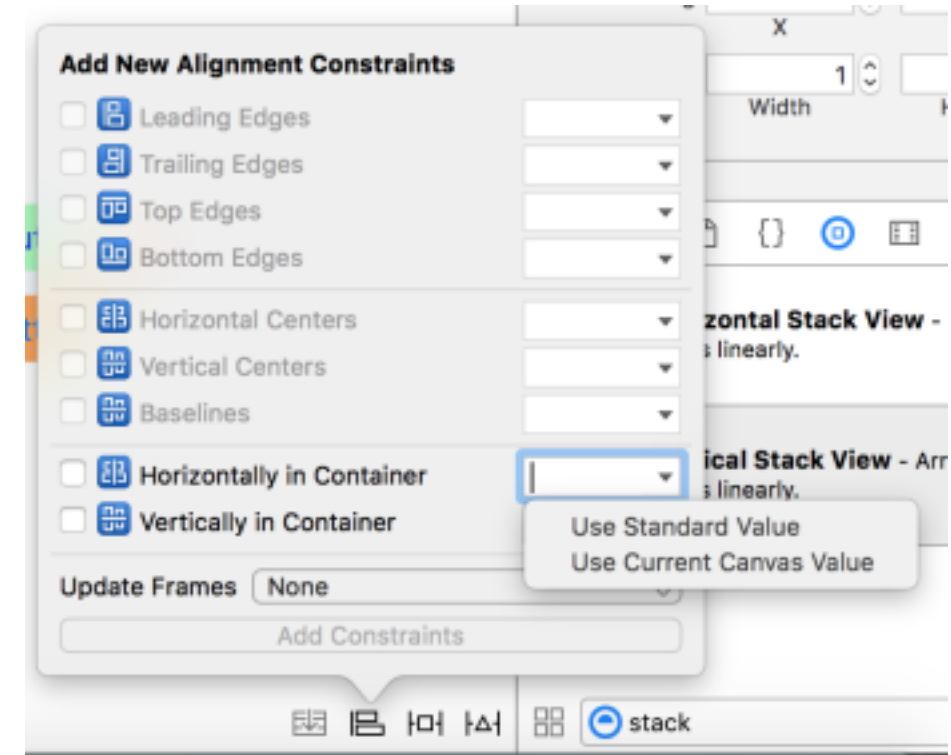 X
Add New Alignment Constraints
1
Leading Edges
Width
Trailing Edges
Top Edges
{}
Bottom Edges
Horizontal Centers
zontal Stack View -
s linearly.
Vertical Centers
Baselines
Horizontally in Container
ical Stack View - Arr
s linearly.
Vertically in Container
Use Standard Value
Use Current Canvas Value
Update Frames None
Add Constraints
stack